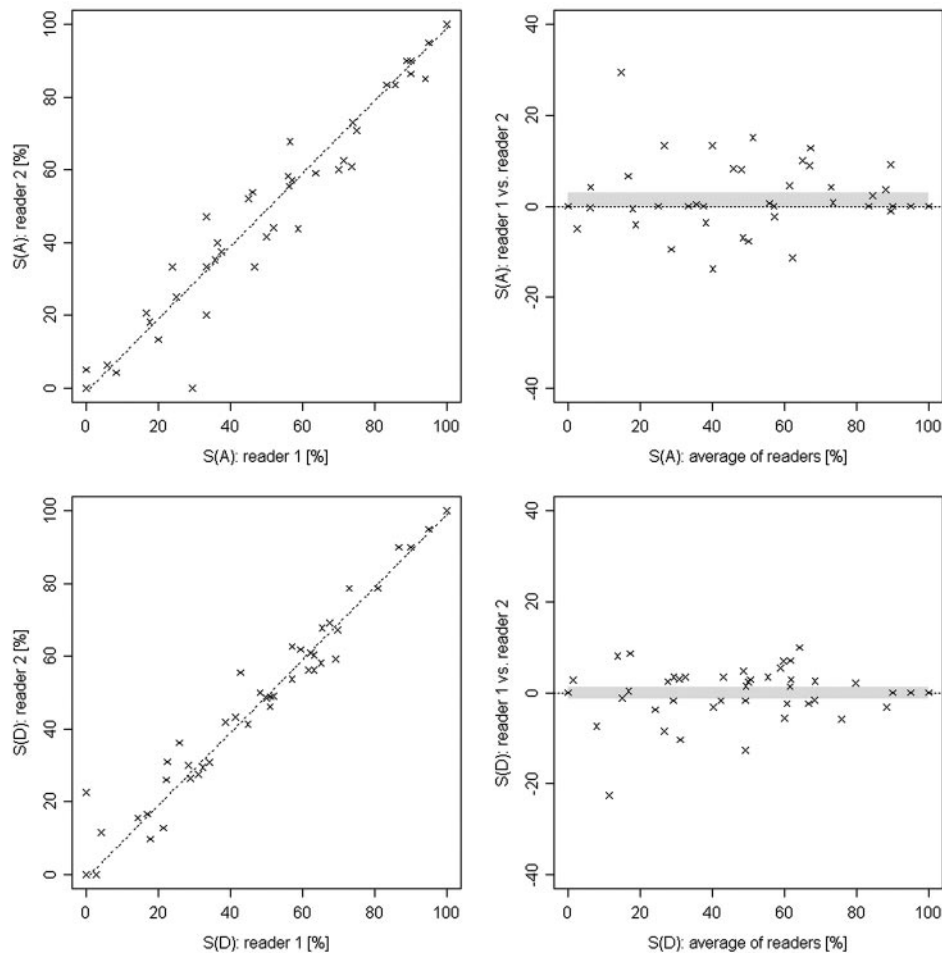 S(A): reader 2 [%]
100
80
60
40
20
0
0 20 40 60 80 100
S(A): reader 1 [%]
S(A): reader 1 vs. reader 2
40
20
0
-20
-40
0 20 40 60 80 100
S(A): average of readers [%]
S(D): reader 2 [%]
100
80
60
40
20
0
0 20 40 60 80 100
S(D): reader 1 [%]
S(D): reader 1 vs. reader 2
40
20
0
-20
-40
0 20 40 60 80 100
S(D): average of readers [%]